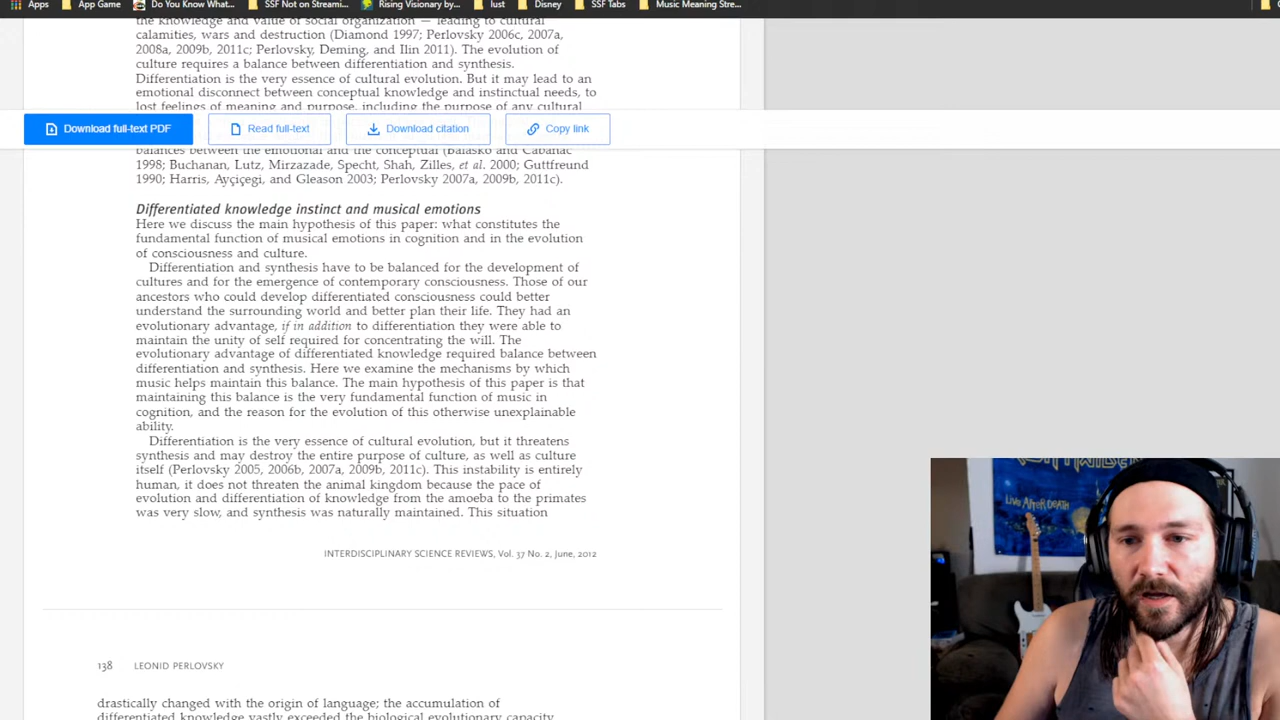 Apps App Game Do You Know What... SSF Not on Streami... Rising Visionary by... lust Disney SSF Tabs Music Meaning Stre...
the knowledge and value of social organization — leading to cultural
calamities, wars and destruction (Diamond 1997; Perlovsky 2006c, 2007a,
2008a, 2009b, 2011c; Perlovsky, Deming, and Ilin 2011). The evolution of
culture requires a balance between differentiation and synthesis.
Differentiation is the very essence of cultural evolution. But it may lead to an
emotional disconnect between conceptual knowledge and instinctual needs, to
lost feelings of meaning and purpose, including the purpose of any cultural
Download full-text PDF Read full-text Download citation Copy link
balances between the emotional and the conceptual (Balasko and Cabanac
1998; Buchanan, Lutz, Mirzazade, Specht, Shah, Zilles, et al. 2000; Guttfreund
1990; Harris, Ayçiçegi, and Gleason 2003; Perlovsky 2007a, 2009b, 2011c).
Differentiated knowledge instinct and musical emotions
Here we discuss the main hypothesis of this paper: what constitutes the
fundamental function of musical emotions in cognition and in the evolution
of consciousness and culture.
Differentiation and synthesis have to be balanced for the development of
cultures and for the emergence of contemporary consciousness. Those of our
ancestors who could develop differentiated consciousness could better
understand the surrounding world and better plan their life. They had an
evolutionary advantage, if in addition to differentiation they were able to
maintain the unity of self required for concentrating the will. The
evolutionary advantage of differentiated knowledge required balance between
differentiation and synthesis. Here we examine the mechanisms by which
music helps maintain this balance. The main hypothesis of this paper is that
maintaining this balance is the very fundamental function of music in
cognition, and the reason for the evolution of this otherwise unexplainable
ability.
Differentiation is the very essence of cultural evolution, but it threatens
synthesis and may destroy the entire purpose of culture, as well as culture
itself (Perlovsky 2005, 2006b, 2007a, 2009b, 2011c). This instability is entirely
human, it does not threaten the animal kingdom because the pace of
evolution and differentiation of knowledge from the amoeba to the primates
was very slow, and synthesis was naturally maintained. This situation
INTERDISCIPLINARY SCIENCE REVIEWS, Vol. 37 No. 2, June, 2012
LIVE AFTER DEATH
138 LEONID PERLOVSKY
drastically changed with the origin of language; the accumulation of
differentiated knowledge vastly exceeded the biological evolutionary capacity